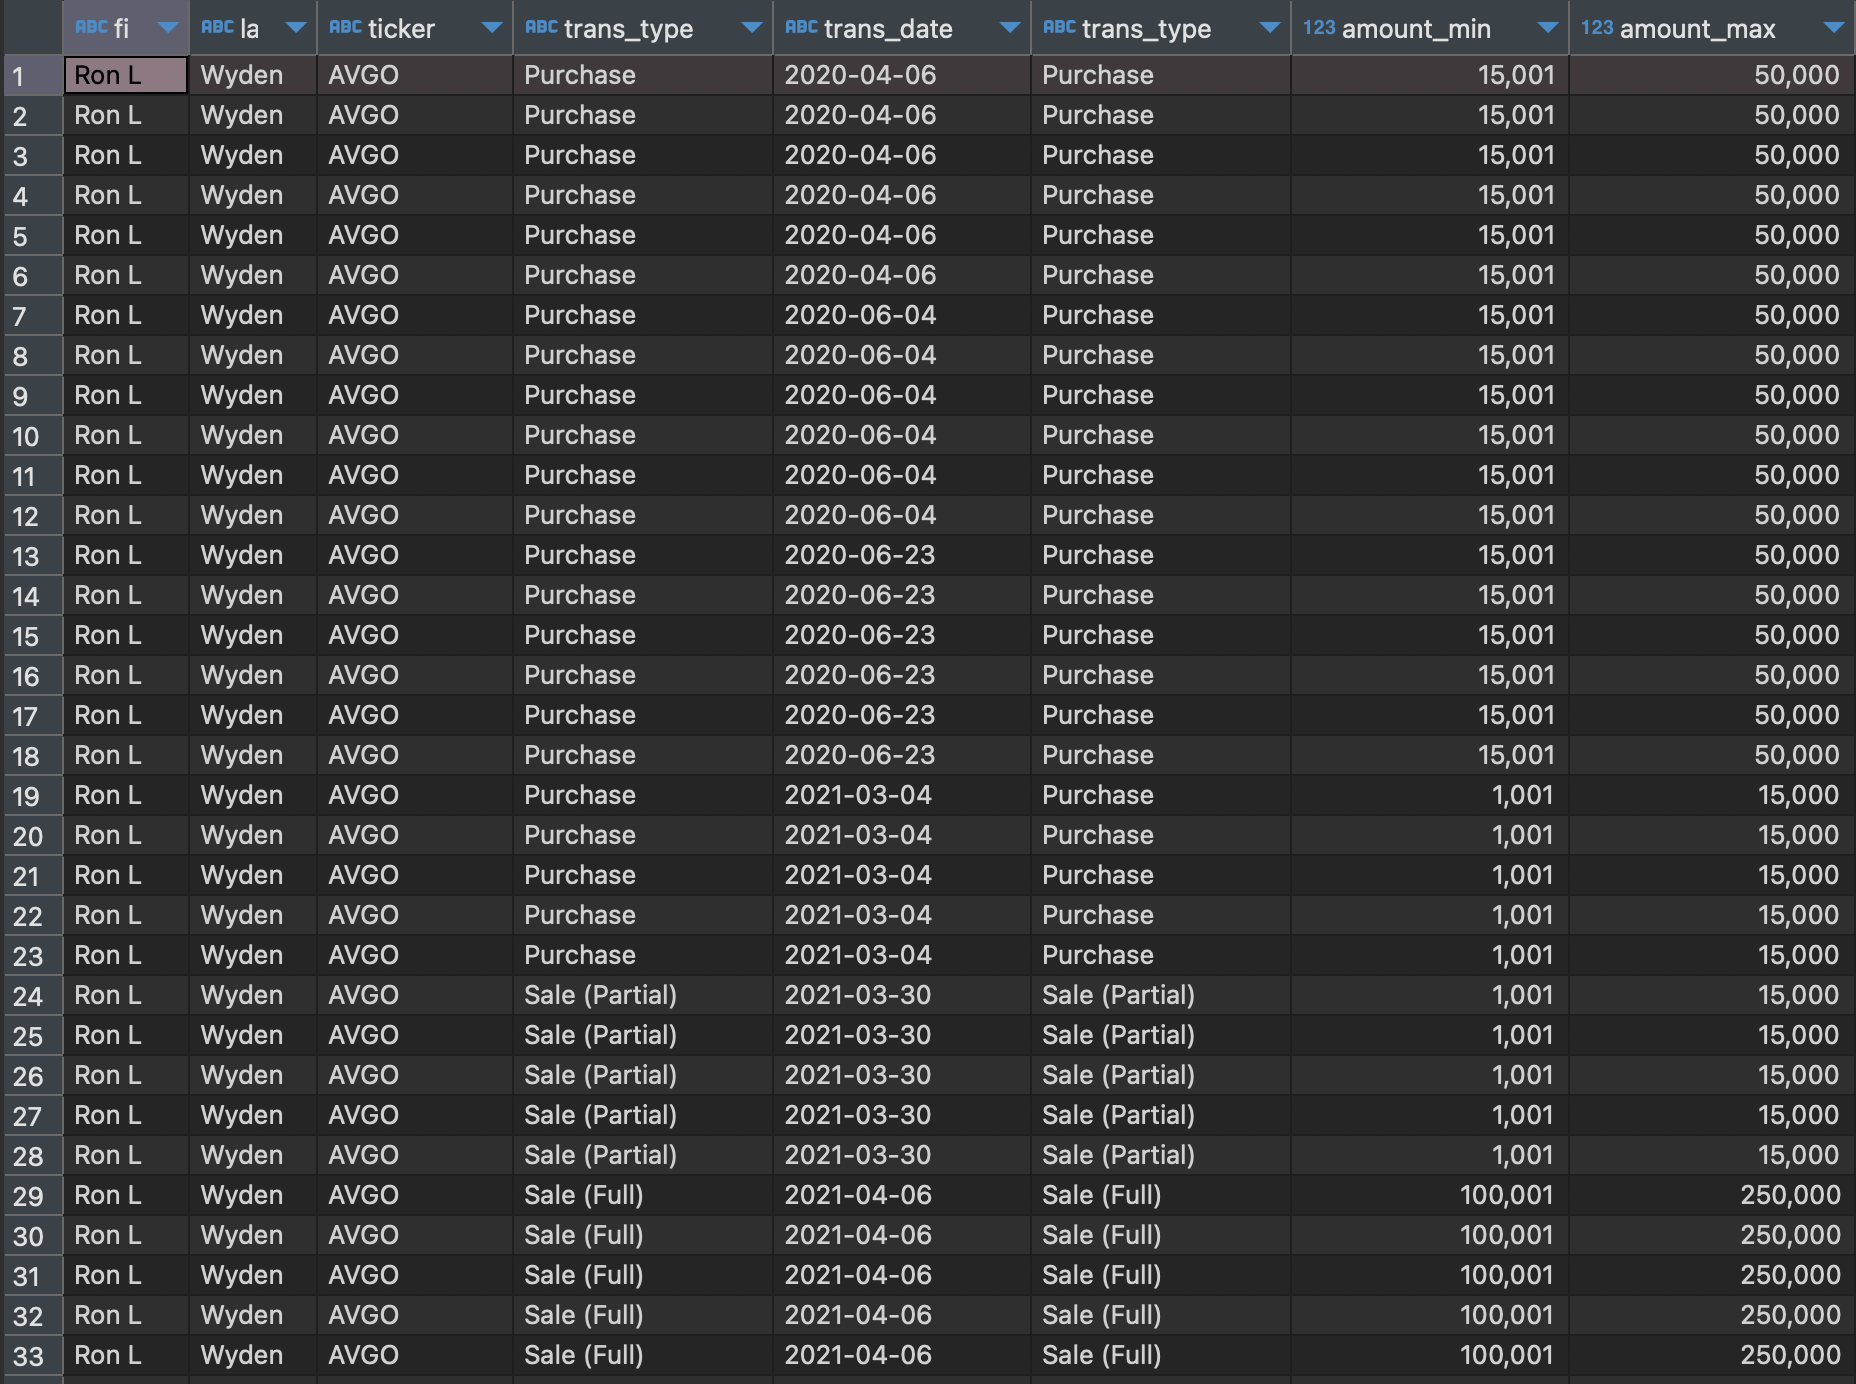 ABC fi ABC la ABC ticker ABC trans_type ABC trans_date ABC trans_type 123 amount_min 123 amount_max
1 Ron L Wyden AVGO Purchase 2020-04-06 Purchase 15,001 50,000
2 Ron L Wyden AVGO Purchase 2020-04-06 Purchase 15,001 50,000
3 Ron L Wyden AVGO Purchase 2020-04-06 Purchase 15,001 50,000
4 Ron L Wyden AVGO Purchase 2020-04-06 Purchase 15,001 50,000
5 Ron L Wyden AVGO Purchase 2020-04-06 Purchase 15,001 50,000
6 Ron L Wyden AVGO Purchase 2020-04-06 Purchase 15,001 50,000
7 Ron L Wyden AVGO Purchase 2020-06-04 Purchase 15,001 50,000
8 Ron L Wyden AVGO Purchase 2020-06-04 Purchase 15,001 50,000
9 Ron L Wyden AVGO Purchase 2020-06-04 Purchase 15,001 50,000
10 Ron L Wyden AVGO Purchase 2020-06-04 Purchase 15,001 50,000
11 Ron L Wyden AVGO Purchase 2020-06-04 Purchase 15,001 50,000
12 Ron L Wyden AVGO Purchase 2020-06-04 Purchase 15,001 50,000
13 Ron L Wyden AVGO Purchase 2020-06-23 Purchase 15,001 50,000
14 Ron L Wyden AVGO Purchase 2020-06-23 Purchase 15,001 50,000
15 Ron L Wyden AVGO Purchase 2020-06-23 Purchase 15,001 50,000
16 Ron L Wyden AVGO Purchase 2020-06-23 Purchase 15,001 50,000
17 Ron L Wyden AVGO Purchase 2020-06-23 Purchase 15,001 50,000
18 Ron L Wyden AVGO Purchase 2020-06-23 Purchase 15,001 50,000
19 Ron L Wyden AVGO Purchase 2021-03-04 Purchase 1,001 15,000
20 Ron L Wyden AVGO Purchase 2021-03-04 Purchase 1,001 15,000
21 Ron L Wyden AVGO Purchase 2021-03-04 Purchase 1,001 15,000
22 Ron L Wyden AVGO Purchase 2021-03-04 Purchase 1,001 15,000
23 Ron L Wyden AVGO Purchase 2021-03-04 Purchase 1,001 15,000
24 Ron L Wyden AVGO Sale (Partial) 2021-03-30 Sale (Partial) 1,001 15,000
25 Ron L Wyden AVGO Sale (Partial) 2021-03-30 Sale (Partial) 1,001 15,000
26 Ron L Wyden AVGO Sale (Partial) 2021-03-30 Sale (Partial) 1,001 15,000
27 Ron L Wyden AVGO Sale (Partial) 2021-03-30 Sale (Partial) 1,001 15,000
28 Ron L Wyden AVGO Sale (Partial) 2021-03-30 Sale (Partial) 1,001 15,000
29 Ron L Wyden AVGO Sale (Full) 2021-04-06 Sale (Full) 100,001 250,000
30 Ron L Wyden AVGO Sale (Full) 2021-04-06 Sale (Full) 100,001 250,000
31 Ron L Wyden AVGO Sale (Full) 2021-04-06 Sale (Full) 100,001 250,000
32 Ron L Wyden AVGO Sale (Full) 2021-04-06 Sale (Full) 100,001 250,000
33 Ron L Wyden AVGO Sale (Full) 2021-04-06 Sale (Full) 100,001 250,000